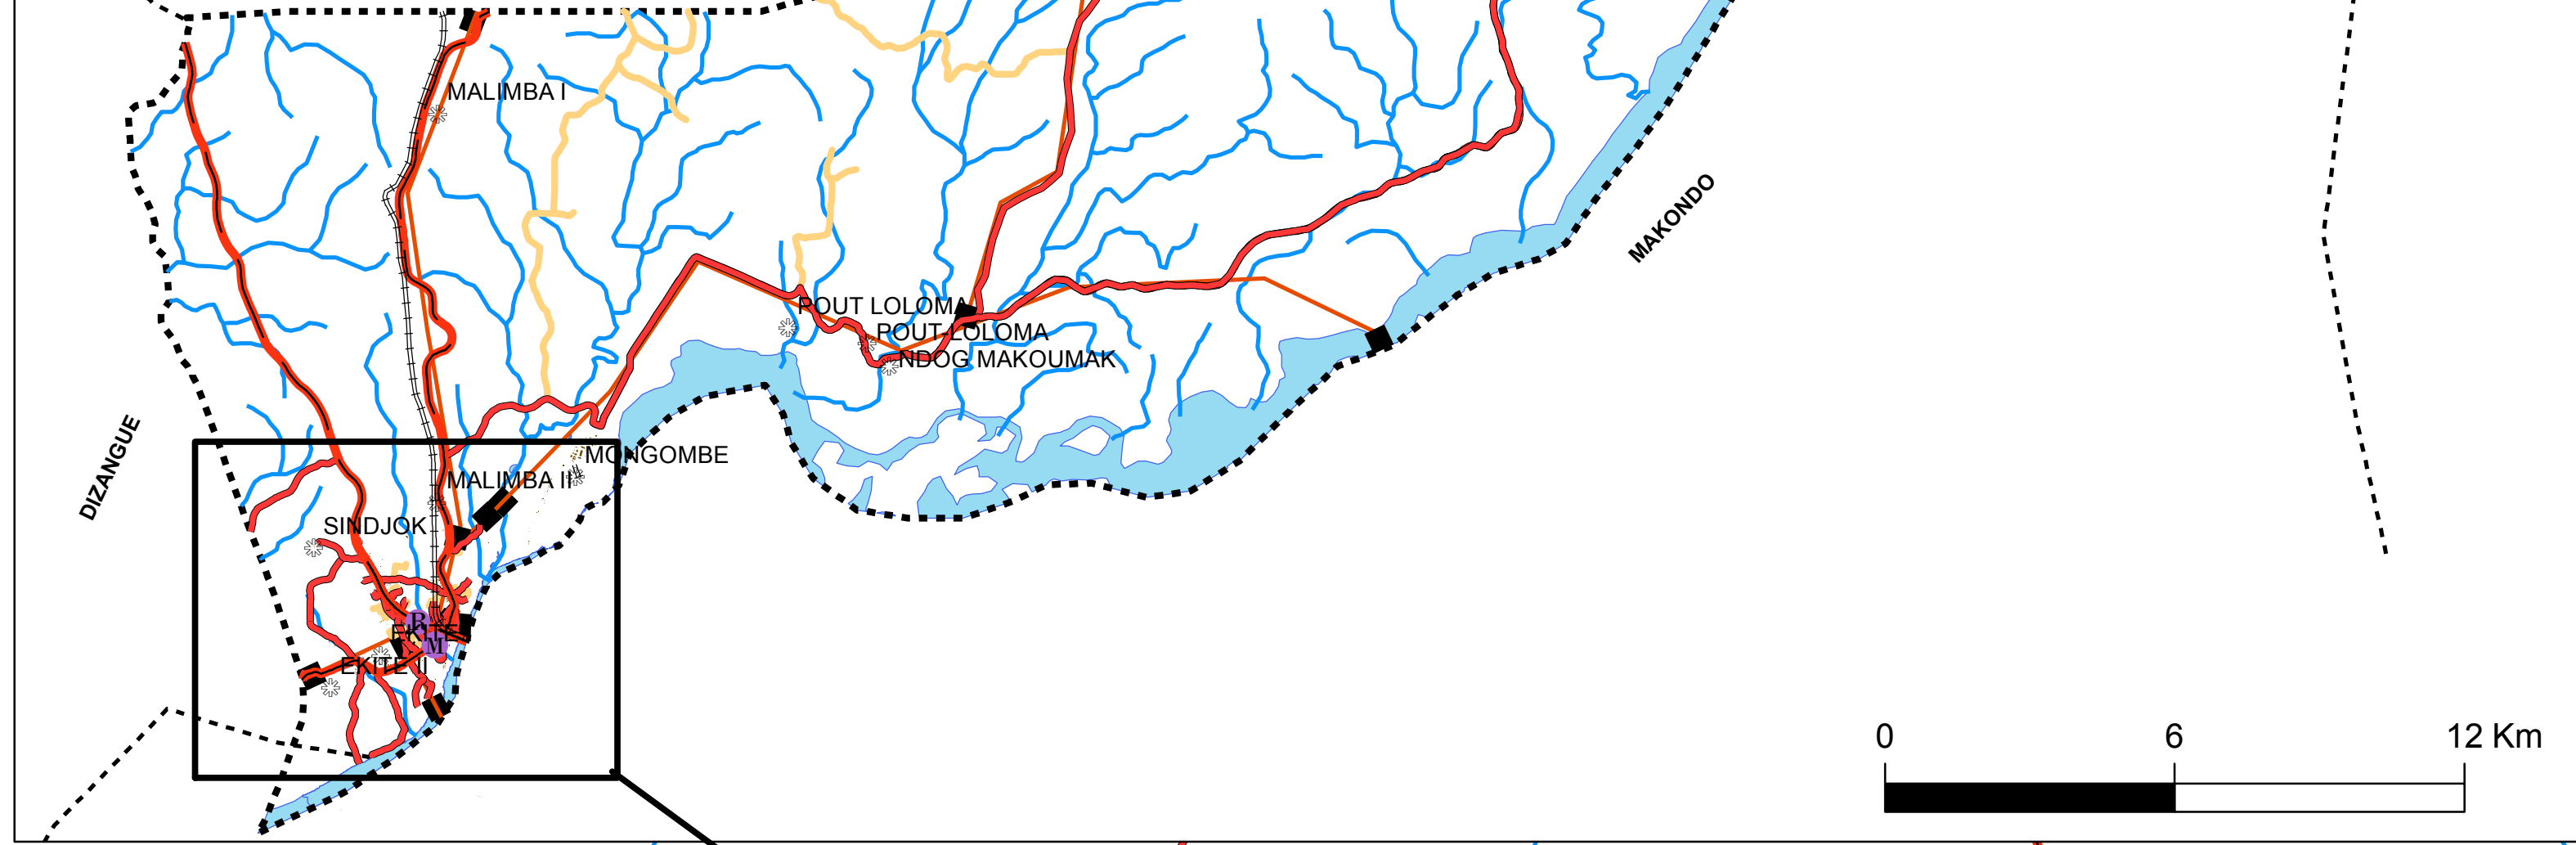 MALIMBA I
MAKONDO
POUT LOLOMA
POUT-LOLOMA
NDOG MAKOUMAK
DIZANGUE
MONGOMBE
MALIMBA II
SINDJOK
R
M
EKITE II
0 6 12 Km